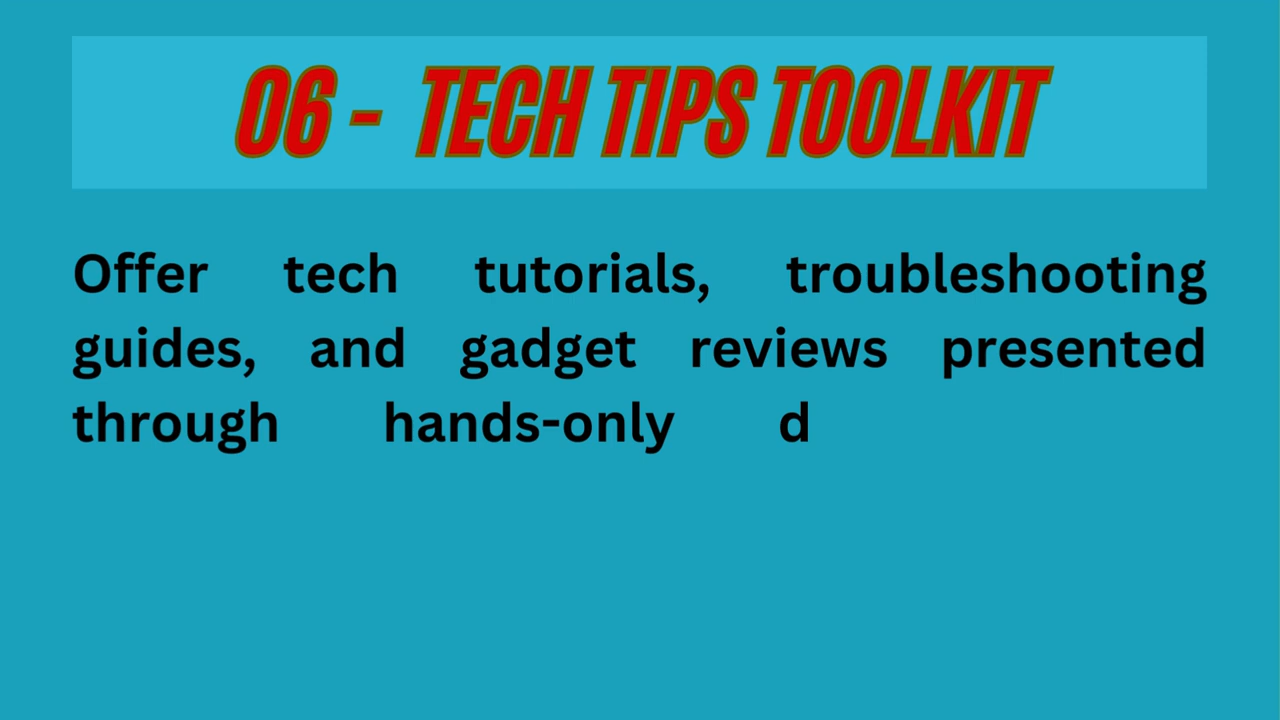 06 - TECH TIPS TOOLKIT
Offer tech tutorials, troubleshooting
guides, and gadget reviews presented
through hands-only d